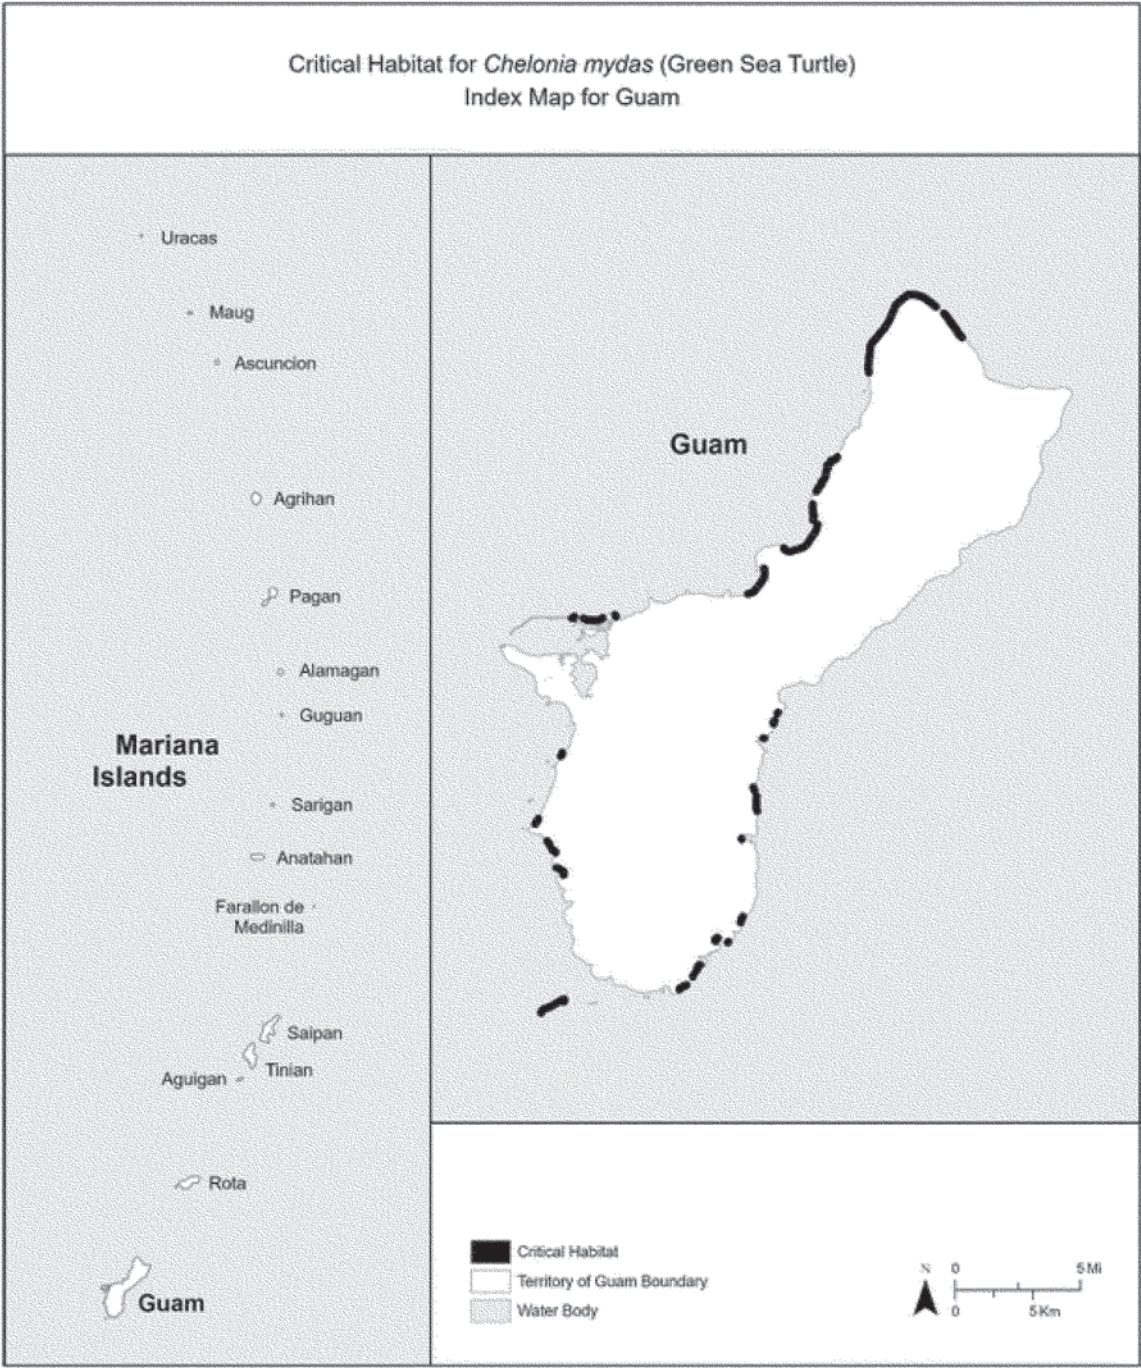 Critical Habitat for Chelonia mydas (Green Sea Turtle)
Index Map for Guam
Uracas
Maug
Ascuncion
Agrihan
Pagan
Alamagan
Guguan
Mariana
Islands
Sarigan
Anatahan
Farallon de
Medinilla
Saipan
Tinian
Aguigan
Rota
Guam
Guam
Critical Habitat
Territory of Guam Boundary
Water Body
N
0 5 Mi
0 5 Km